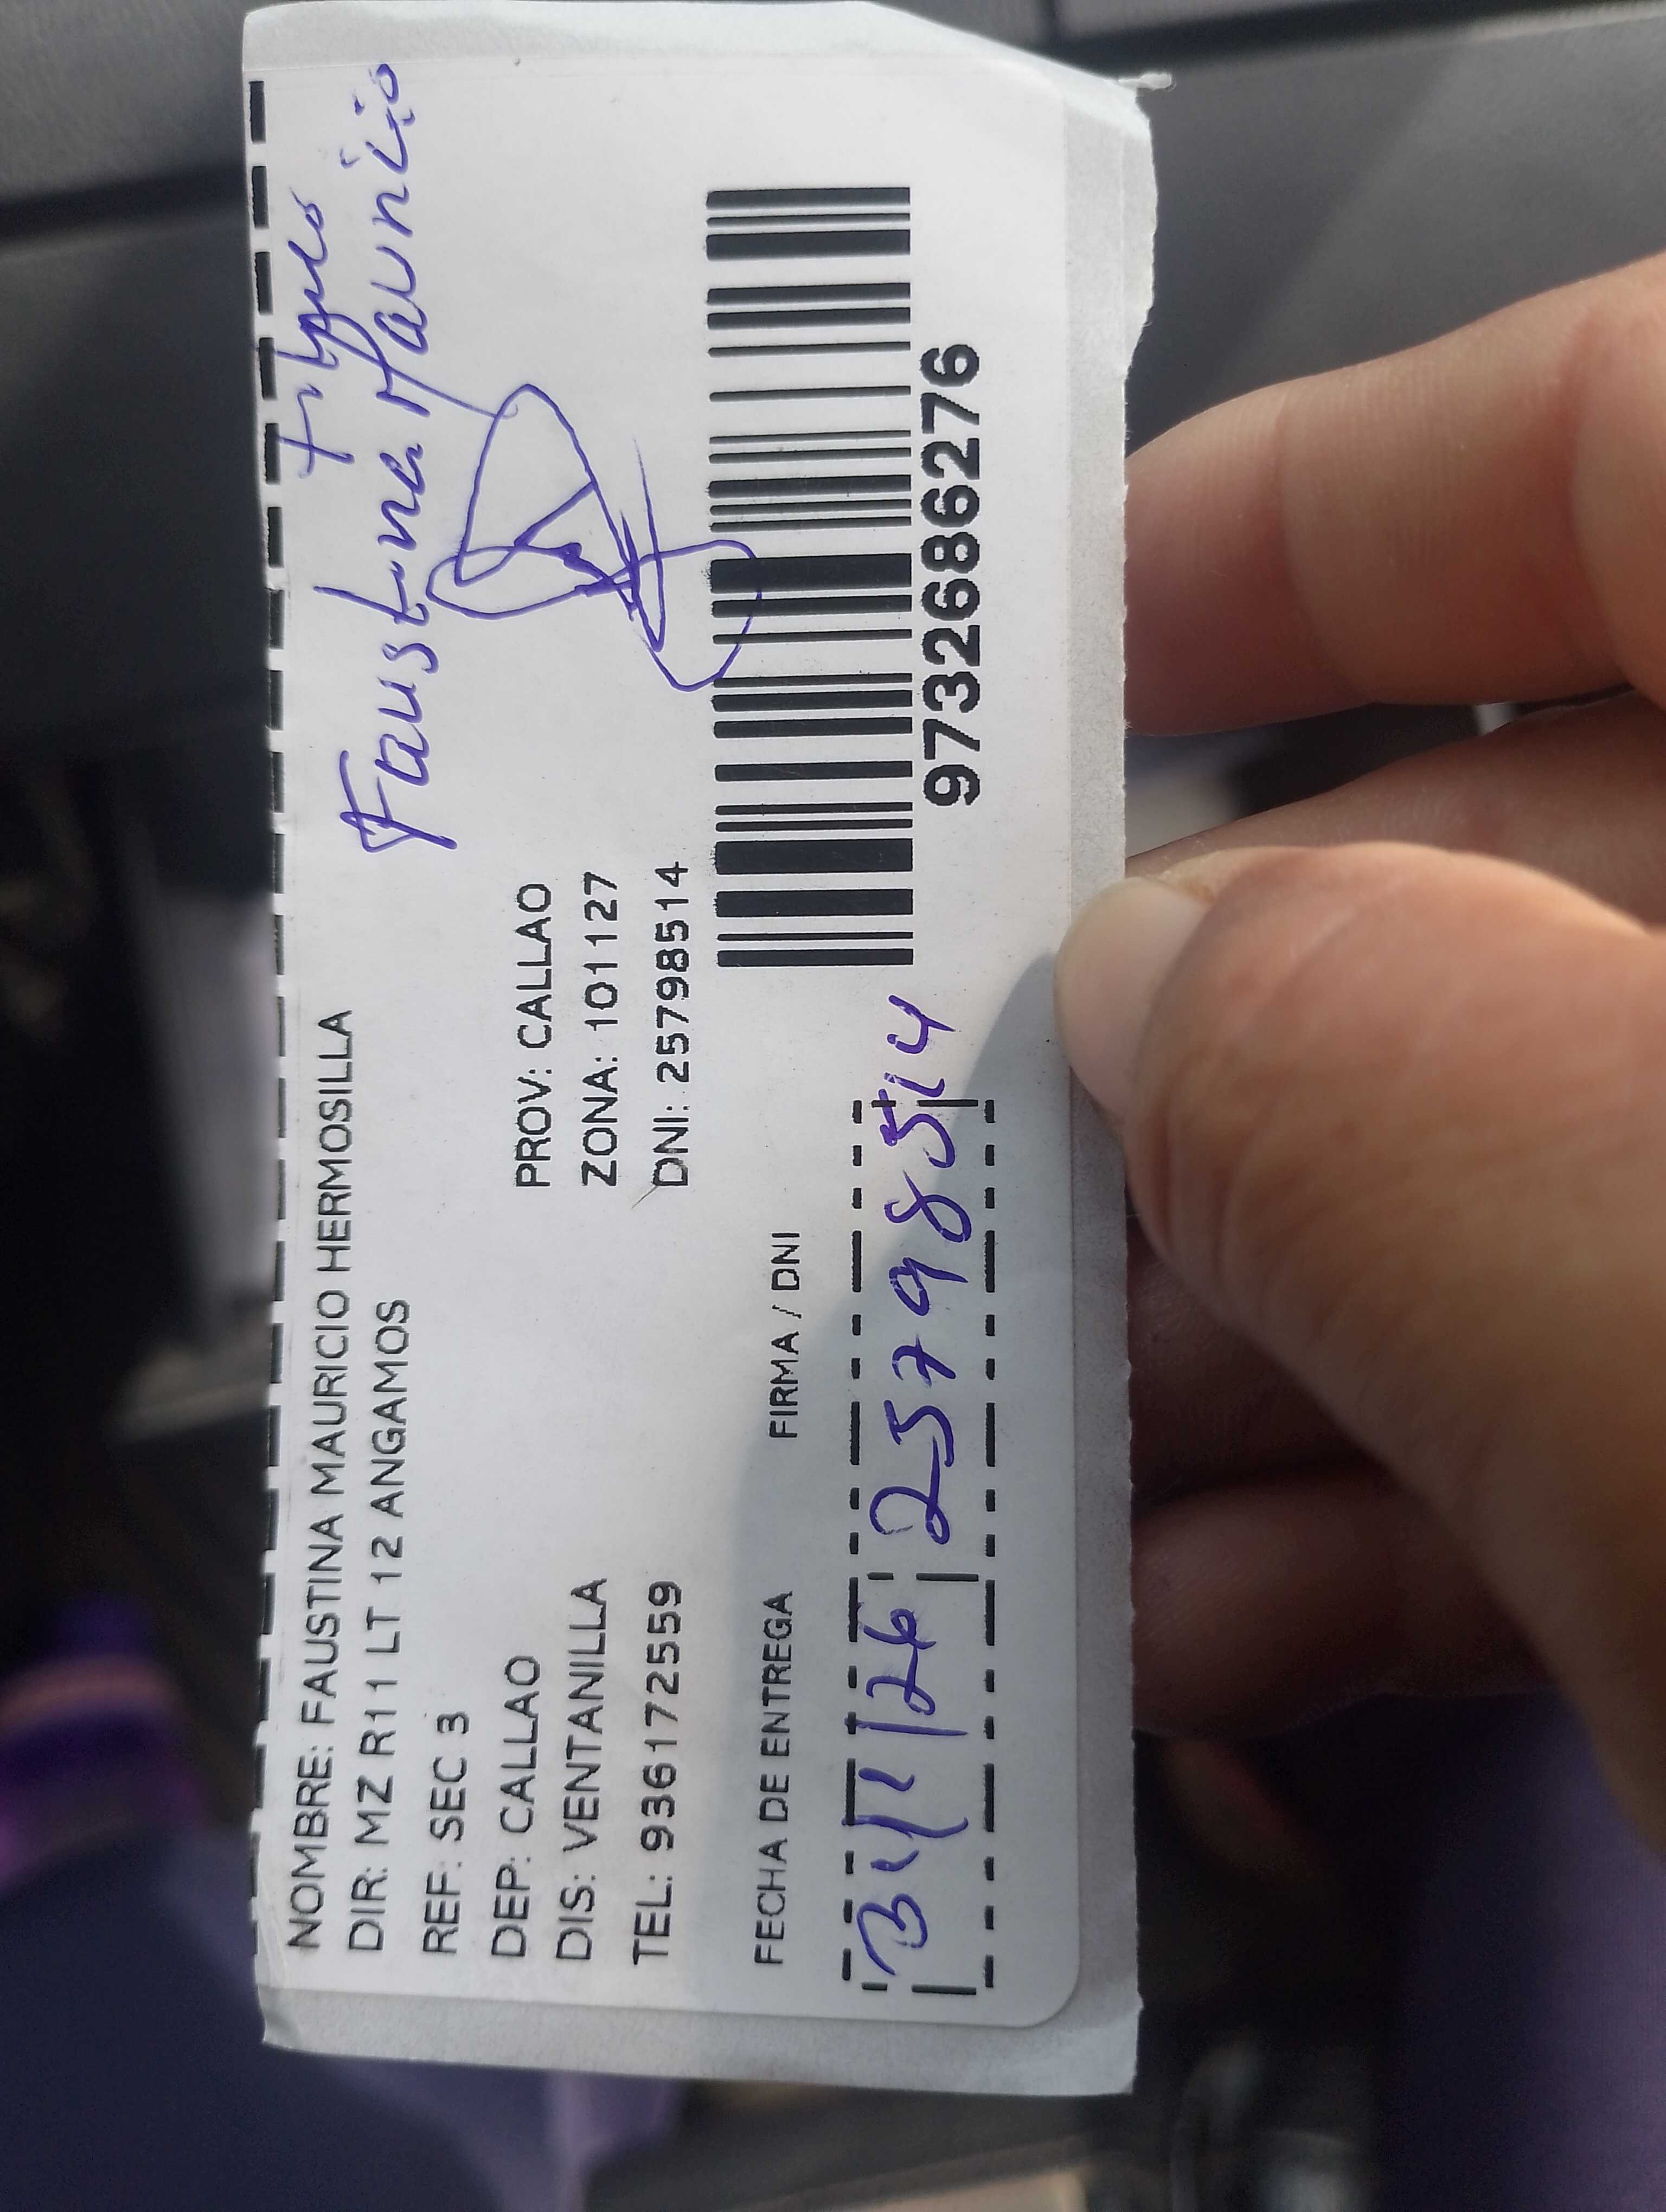 NOMBRE: FAUSTINA MAURICIO HERMOSILLA
DIR: MZ R11 LT 12 ANGAMOS
REF: SEC 3
DEP: CALLAO PROV: CALLAO
DIS: VENTANILLA ZONA: 101127
TEL: 936172559 DNI: 25798514
Titular
Faustina Mauricio
FECHA DE ENTREGA FIRMA / DNI
25798514
9732686276